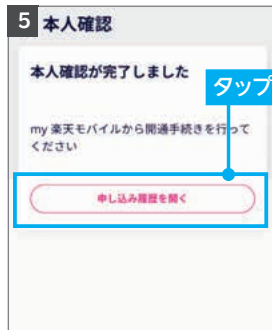 5 本人確認
本人確認が完了しました
タップ
my 楽天モバイルから開通手続きを行って
ください
申し込み履歴を開く